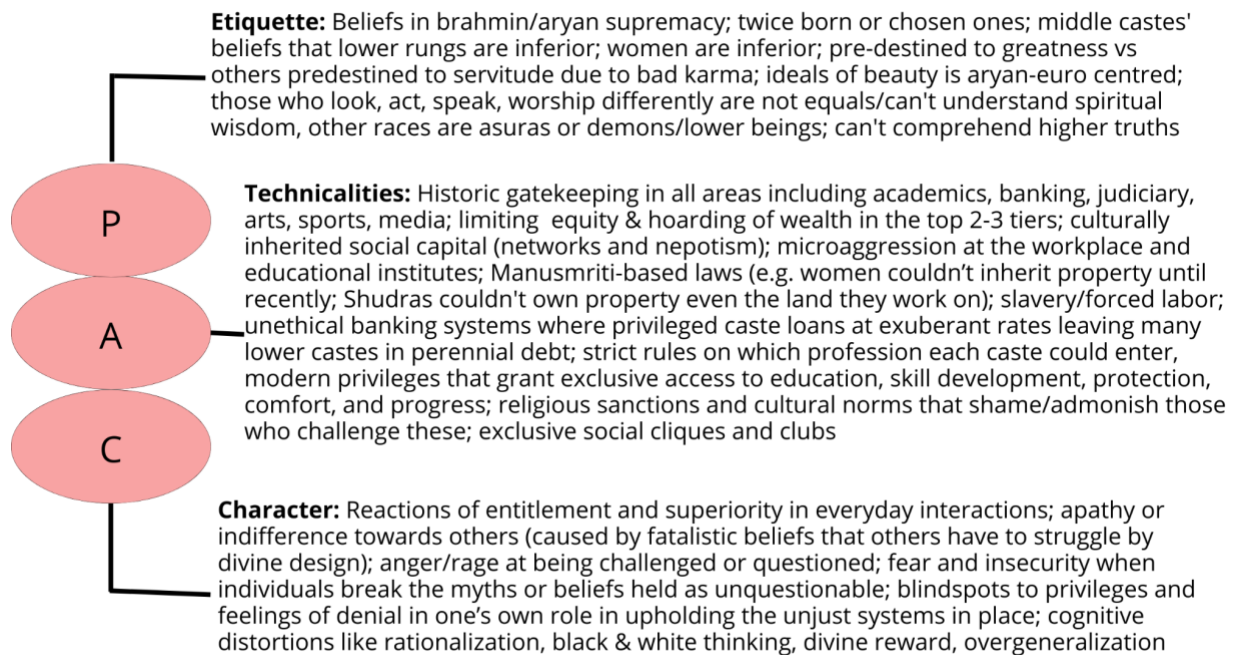 Etiquette: Beliefs in brahmin/aryan supremacy; twice born or chosen ones; middle castes'
beliefs that lower rungs are inferior; women are inferior; pre-destined to greatness vs
others predestined to servitude due to bad karma; ideals of beauty is aryan-euro centred;
those who look, act, speak, worship differently are not equals/can't understand spiritual
wisdom, other races are asuras or demons/lower beings; can't comprehend higher truths
P
Technicalities: Historic gatekeeping in all areas including academics, banking, judiciary,
arts, sports, media; limiting equity & hoarding of wealth in the top 2-3 tiers; culturally
inherited social capital (networks and nepotism); microaggression at the workplace and
educational institutes; Manusmriti-based laws (e.g. women couldn’t inherit property until
recently; Shudras couldn't own property even the land they work on); slavery/forced labor;
unethical banking systems where privileged caste loans at exuberant rates leaving many
lower castes in perennial debt; strict rules on which profession each caste could enter,
modern privileges that grant exclusive access to education, skill development, protection,
comfort, and progress; religious sanctions and cultural norms that shame/admonish those
who challenge these; exclusive social cliques and clubs
A
C
Character: Reactions of entitlement and superiority in everyday interactions; apathy or
indifference towards others (caused by fatalistic beliefs that others have to struggle by
divine design); anger/rage at being challenged or questioned; fear and insecurity when
individuals break the myths or beliefs held as unquestionable; blindspots to privileges and
feelings of denial in one’s own role in upholding the unjust systems in place; cognitive
distortions like rationalization, black & white thinking, divine reward, overgeneralization